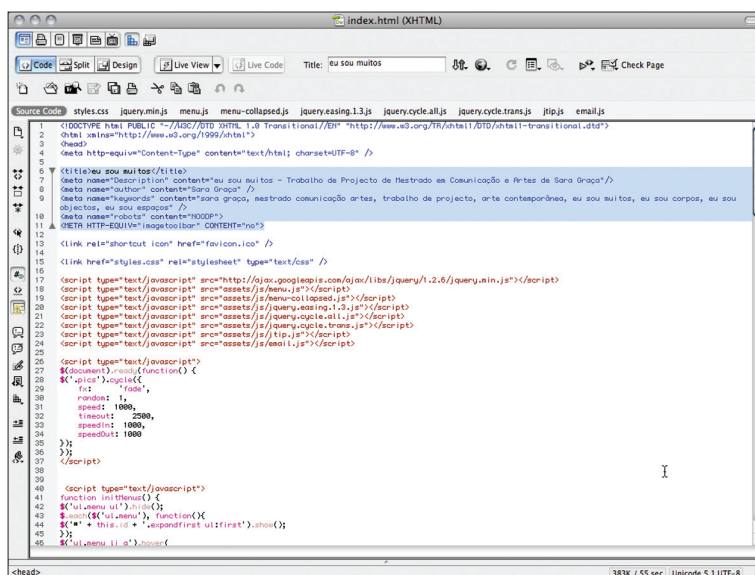 index.html (XHTML)
Code Split Design Live View Live Code Title: eu sou muitos Check Page
Source Code styles.css jquery.min.js menu.js menu-collapsed.js jquery.easing.1.3.js jquery.cycle.all.js jquery.cycle.trans.js jtip.js email.js
1 <!DOCTYPE html PUBLIC "-//W3C//DTD XHTML 1.0 Transitional//EN" "http://www.w3.org/TR/xhtml1/DTD/xhtml1-transitional.dtd">
2 <html xmlns="http://www.w3.org/1999/xhtml">
3 <head>
4 <meta http-equiv="Content-Type" content="text/html; charset=UTF-8" />
5
6 <title>eu sou muitos</title>
7 <meta name="Description" content="eu sou muitos - Trabalho de Projecto de Mestrado em Comunicação e Artes de Sara Graça"/>
8 <meta name="author" content="Sara Graça" />
9 <meta name="keywords" content="sara graça, mestrado comunicação artes, trabalho de projecto, arte contemporânea, eu sou muitos, eu sou corpos, eu sou
objectos, eu sou espaços" />
10 <meta name="robots" content="NOODP">
11 <META HTTP-EQUIV="imagetoolbar" CONTENT="no">
12
13 <link rel="shortcut icon" href="favicon.ico" />
14
15 <link href="styles.css" rel="stylesheet" type="text/css" />
16
17 <script type="text/javascript" src="http://ajax.googleapis.com/ajax/libs/jquery/1.2.6/jquery.min.js"></script>
18 <script type="text/javascript" src="assets/js/menu.js"></script>
19 <script type="text/javascript" src="assets/js/menu-collapsed.js"></script>
20 <script type="text/javascript" src="assets/js/jquery.easing.1.3.js"></script>
21 <script type="text/javascript" src="assets/js/jquery.cycle.all.js"></script>
22 <script type="text/javascript" src="assets/js/jquery.cycle.trans.js"></script>
23 <script type="text/javascript" src="assets/js/jtip.js"></script>
24 <script type="text/javascript" src="assets/js/email.js"></script>
25
26 <script type="text/javascript">
27 $(document).ready(function() {
28 $('.pics').cycle({
29 fx: 'fade',
30 random: 1,
31 speed: 1000,
32 timeout: 2500,
33 speedIn: 1000,
34 speedOut: 1000
35 });
36 });
37 </script>
38
39
40 <script type="text/javascript">
41 function initMenus() {
42 $('ul.menu ul').hide();
43 $.each($('ul.menu'), function(){
44 $('#' + this.id + '.expandfirst ul:first').show();
45 });
46 $('ul.menu li a').hover(
<head> 383K / 55 sec Unicode 5.1 UTF-8